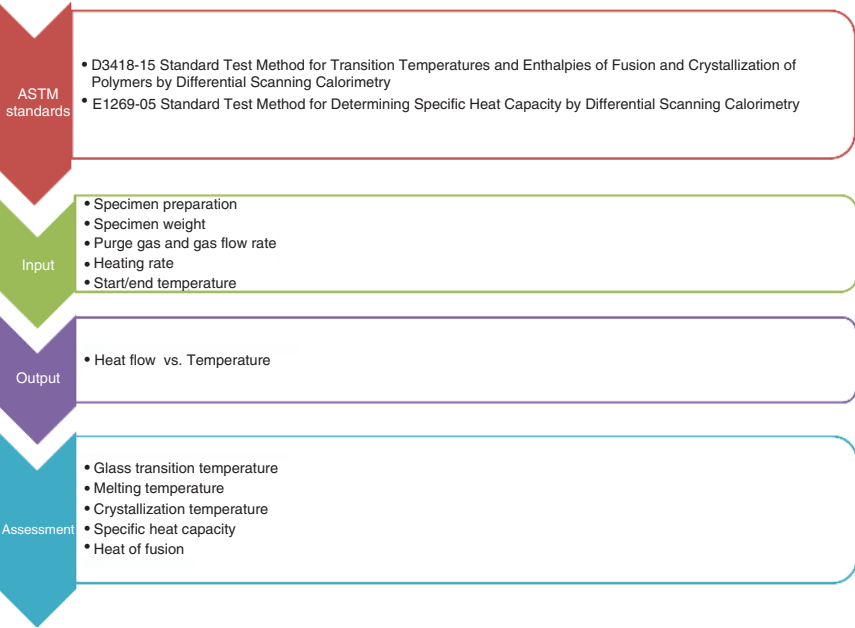 ASTM
standards
• D3418-15 Standard Test Method for Transition Temperatures and Enthalpies of Fusion and Crystallization of
Polymers by Differential Scanning Calorimetry
• E1269-05 Standard Test Method for Determining Specific Heat Capacity by Differential Scanning Calorimetry
Input
• Specimen preparation
• Specimen weight
• Purge gas and gas flow rate
• Heating rate
• Start/end temperature
Output
• Heat flow vs. Temperature
Assessment
• Glass transition temperature
• Melting temperature
• Crystallization temperature
• Specific heat capacity
• Heat of fusion